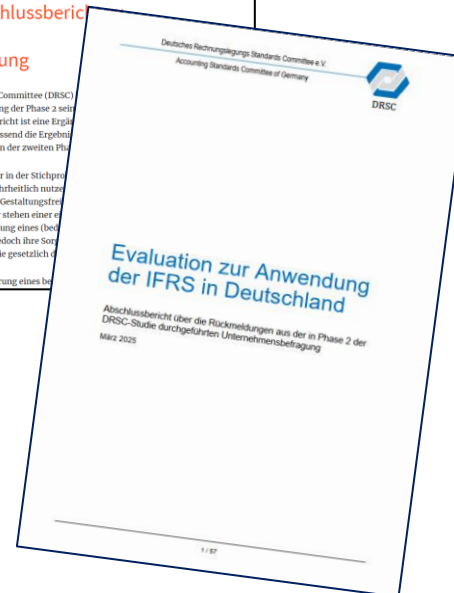 hlussberic
ung
Committee (DRSC)
ng der Phase 2 sein
richt ist eine Ergä
ssend die Ergebni
n der zweiten Pha
r in der Stichpro
hrheitlich nutze
Gestaltungsfrei
stehen einer e
ung eines (bed
edoch ihre Sorg
ie gesetzlich d
rung eines be
Deutsches Rechnungslegungs Standards Committee e.V.
Accounting Standards Committee of Germany
DRSC
Evaluation zur Anwendung
der IFRS in Deutschland
Abschlussbericht über die Rückmeldungen aus der in Phase 2 der
DRSC-Studie durchgeführten Unternehmensbefragung
März 2025
1 / 57